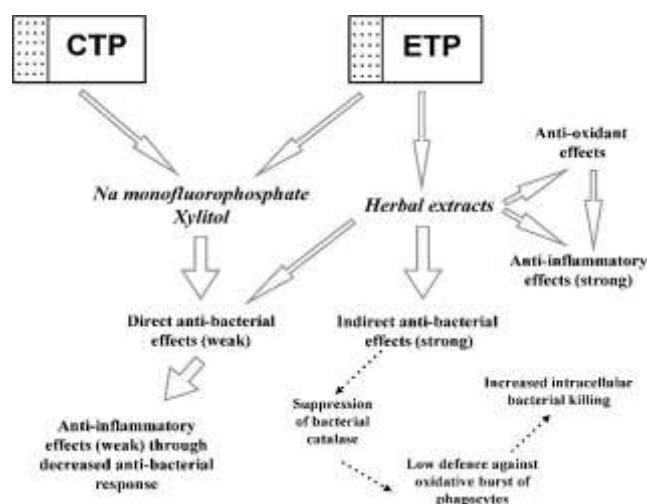 CTP
ETP
Anti-oxidant
effects
Na monofluorophosphate
Xylitol
Herbal extracts
Anti-inflammatory
effects (strong)
Direct anti-bacterial
effects (weak)
Indirect anti-bacterial
effects (strong)
Increased intracellular
bacterial killing
Suppression
of bacterial
catalase
Anti-inflammatory
effects (weak) through
decreased anti-bacterial
response
Low defence against
oxidative burst of
phagocytes